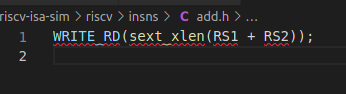 riscv-isa-sim > riscv > insns > C add.h > ...
1 WRITE_RD(sext_xlen(RS1 + RS2));
2